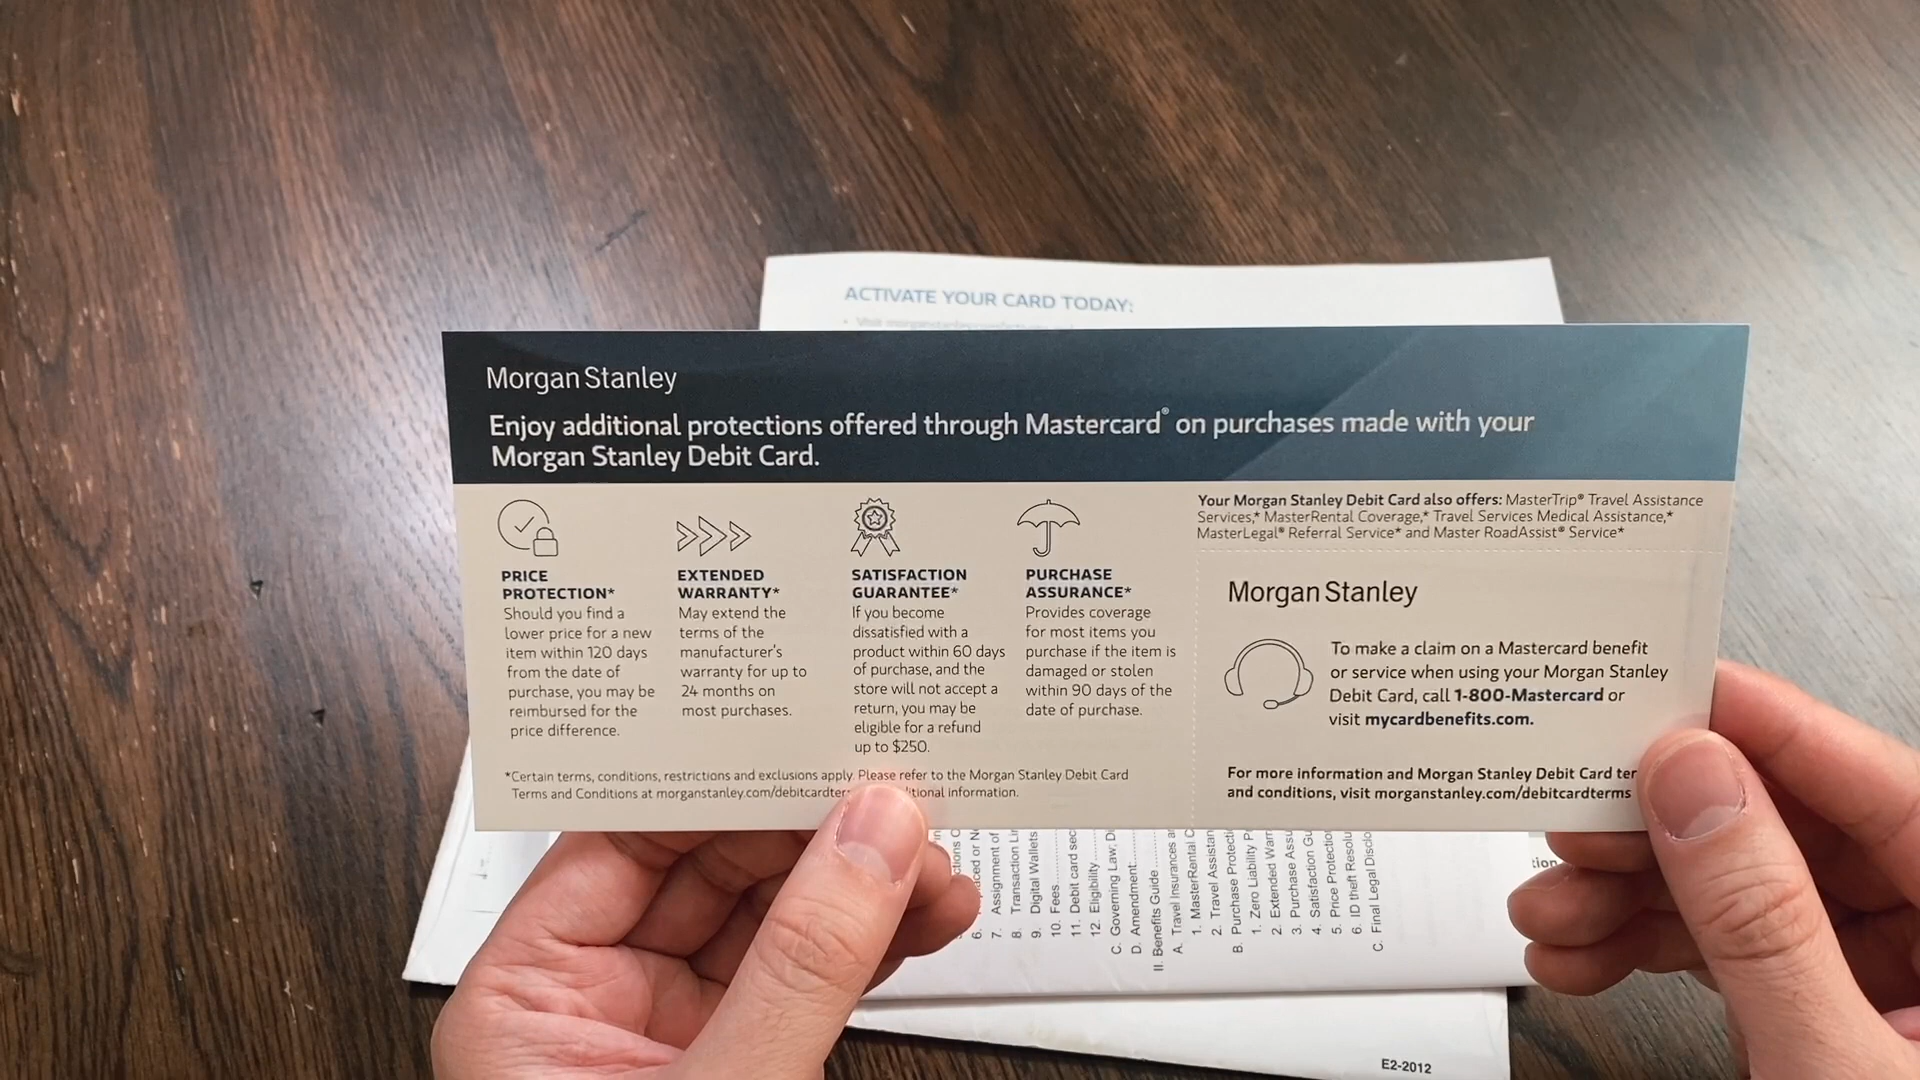 ACTIVATE YOUR CARD TODAY:
Morgan Stanley
Enjoy additional protections offered through Mastercard® on purchases made with your
Morgan Stanley Debit Card.
PRICE
PROTECTION*
Should you find a
lower price for a new
item within 120 days
from the date of
purchase, you may be
reimbursed for the
price difference.
EXTENDED
WARRANTY*
May extend the
terms of the
manufacturer's
warranty for up to
24 months on
most purchases.
SATISFACTION
GUARANTEE*
If you become
dissatisfied with a
product within 60 days
of purchase, and the
store will not accept a
return, you may be
eligible for a refund
up to $250.
PURCHASE
ASSURANCE*
Provides coverage
for most items you
purchase if the item is
damaged or stolen
within 90 days of the
date of purchase.
*Certain terms, conditions, restrictions and exclusions apply. Please refer to the Morgan Stanley Debit Card
Terms and Conditions at morganstanley.com/debitcardter itional information.
Your Morgan Stanley Debit Card also offers: MasterTrip® Travel Assistance
Services,* MasterRental Coverage,* Travel Services Medical Assistance,*
MasterLegal® Referral Service* and Master RoadAssist® Service*
Morgan Stanley
To make a claim on a Mastercard benefit
or service when using your Morgan Stanley
Debit Card, call 1-800-Mastercard or
visit mycardbenefits.com.
For more information and Morgan Stanley Debit Card ter
and conditions, visit morganstanley.com/debitcardterms
6. aced or N
7. Assignment of
8. Transaction Li
9. Digital Wallets
10. Fees
11. Debit card sec
12. Eligibility
C. Governing Law; Di
D. Amendment
II. Benefits Guide
A. Travel Insurances a
1. MasterRental C
2. Travel Assistan
B. Purchase Protecti
1. Zero Liability P
2. Extended Warr
3. Purchase Assu
4. Satisfaction Gu
5. Price Protection
6. ID theft Resolu
C. Final Legal Disclo
tion
E2-2012